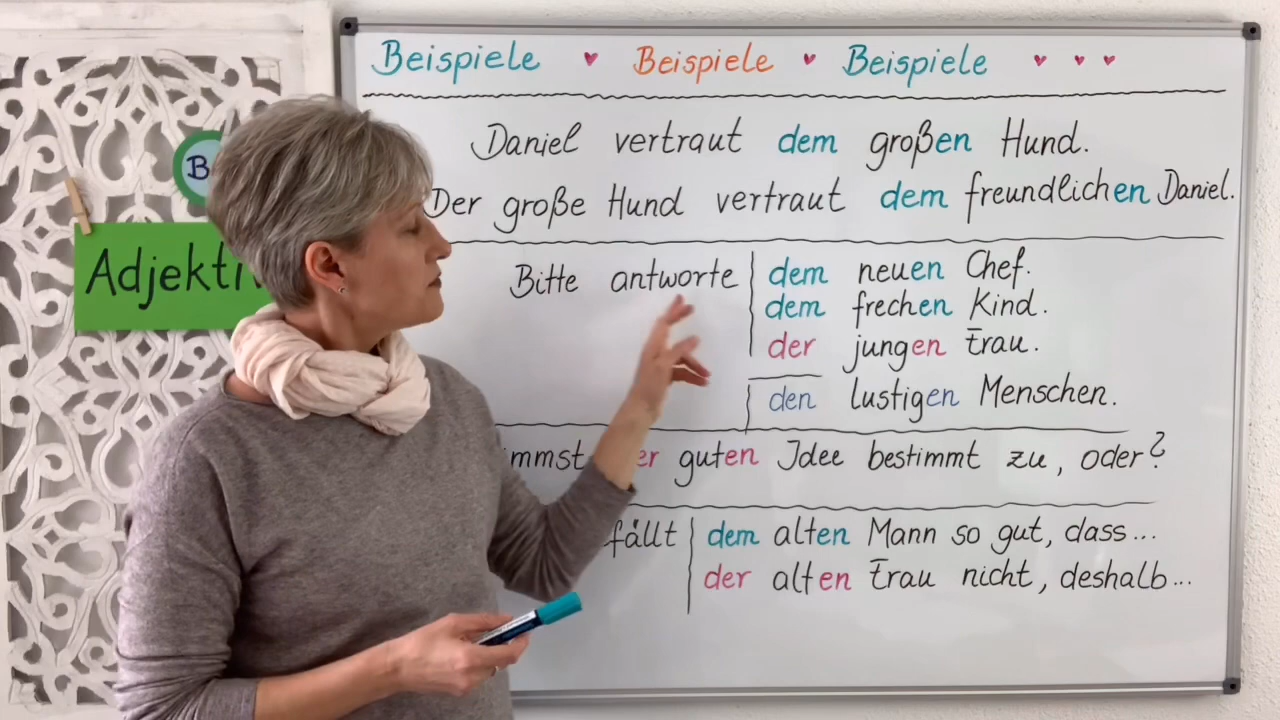 Beispiele ♥ Beispiele ♥ Beispiele ♥ ♥ ♥
B
Adjekti
Daniel vertraut dem großen Hund.
Der große Hund vertraut dem freundlichen Daniel.
Bitte antworte dem neuen Chef.
dem frechen Kind.
der jungen Frau.
den lustigen Menschen.
immst er guten Idee bestimmt zu, oder?
fällt dem alten Mann so gut, dass...
der alten Frau nicht, deshalb...